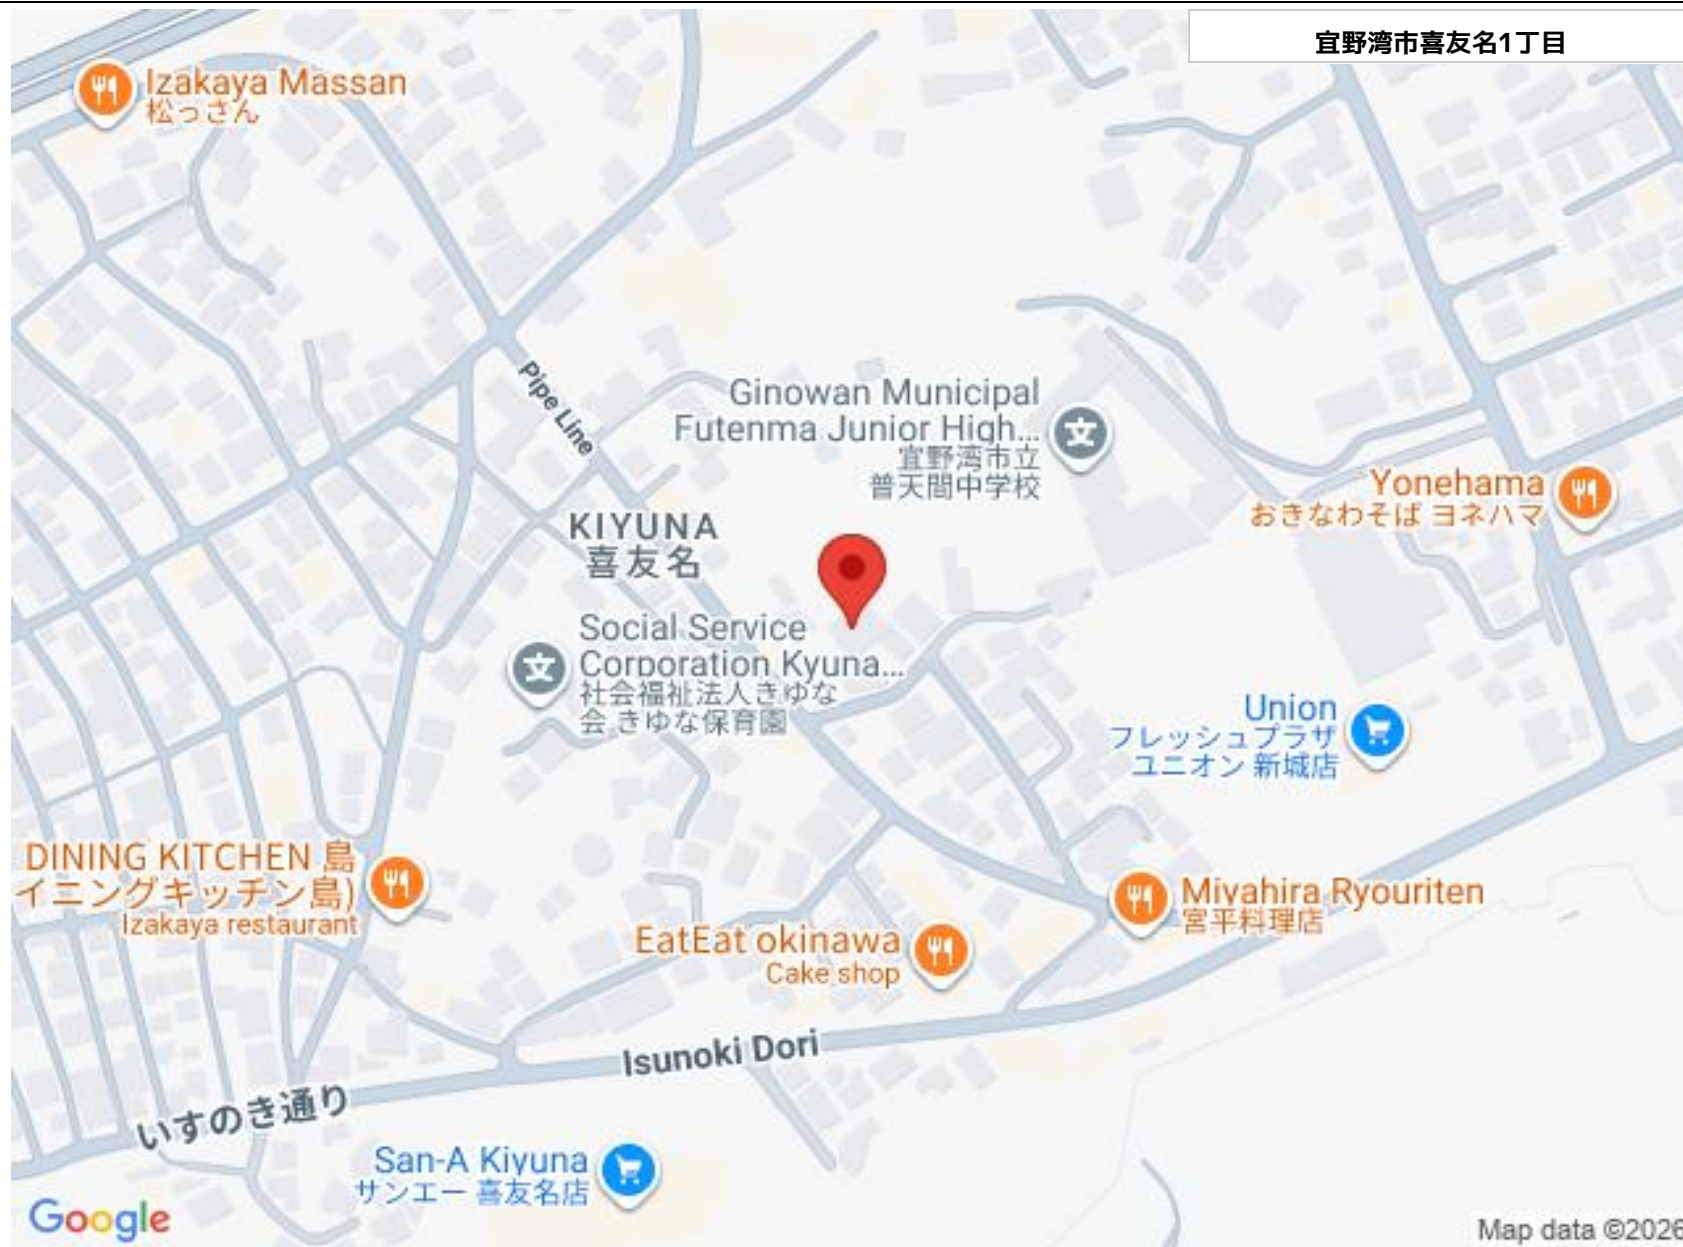 宜野湾市喜友名1丁目
Izakaya Massan
松っさん
Pipe Line
Ginowan Municipal
Futenma Junior High...
宜野湾市立
普天間中学校
Yonehama
おきなわそば ヨネハマ
KIYUNA
喜友名
Social Service
Corporation Kyuna...
社会福祉法人きゆな
会 きゆな保育園
Union
フレッシュプラザ
ユニオン 新城店
DINING KITCHEN 島
イニングキッチン島)
Izakaya restaurant
Miyahira Ryouriten
宮平料理店
EatEat okinawa
Cake shop
Isunoki Dori
いすのき通り
San-A Kiyuna
サンエー 喜友名店
Google
Map data ©2026